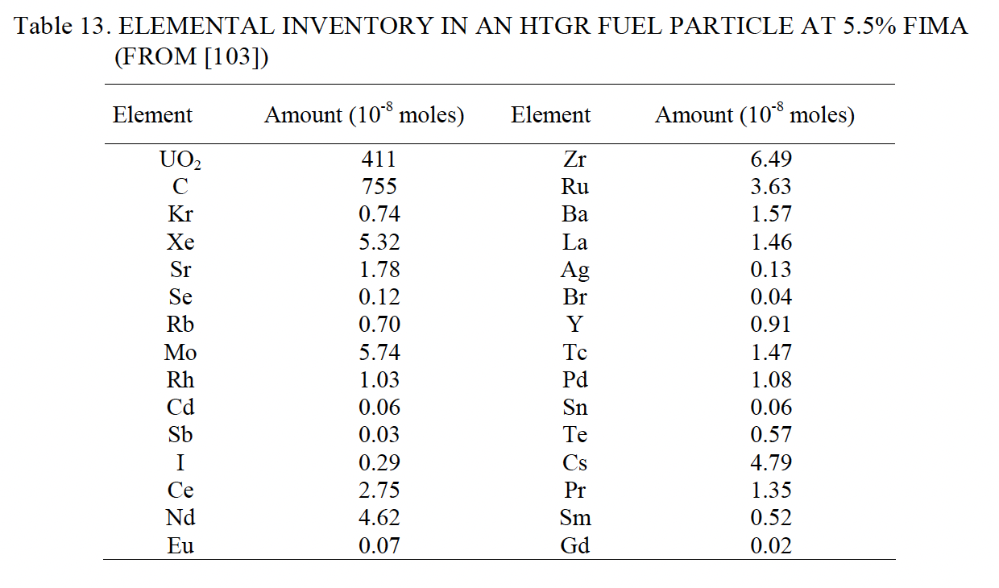 Table 13. ELEMENTAL INVENTORY IN AN HTGR FUEL PARTICLE AT 5.5% FIMA
(FROM [103])
Element Amount (10⁻⁸ moles) Element Amount (10⁻⁸ moles)
UO₂ 411 Zr 6.49
C 755 Ru 3.63
Kr 0.74 Ba 1.57
Xe 5.32 La 1.46
Sr 1.78 Ag 0.13
Se 0.12 Br 0.04
Rb 0.70 Y 0.91
Mo 5.74 Tc 1.47
Rh 1.03 Pd 1.08
Cd 0.06 Sn 0.06
Sb 0.03 Te 0.57
I 0.29 Cs 4.79
Ce 2.75 Pr 1.35
Nd 4.62 Sm 0.52
Eu 0.07 Gd 0.02